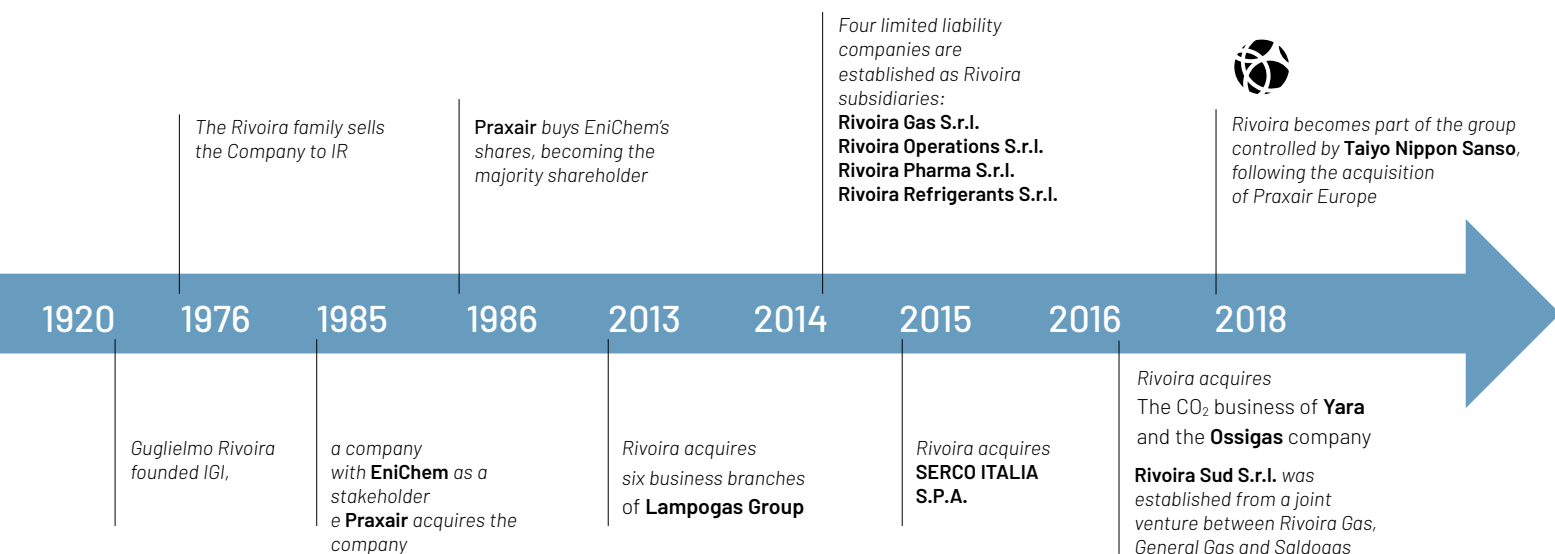 Four limited liability
companies are
established as Rivoira
subsidiaries:
Rivoira Gas S.r.l.
Rivoira Operations S.r.l.
Rivoira Pharma S.r.l.
Rivoira Refrigerants S.r.l.
The Rivoira family sells
the Company to IR
Praxair buys EniChem's
shares, becoming the
majority shareholder
Rivoira becomes part of the group
controlled by Taiyo Nippon Sanso,
following the acquisition
of Praxair Europe
1920 1976 1985 1986 2013 2014 2015 2016 2018
Guglielmo Rivoira
founded IGI,
a company
with EniChem as a
stakeholder
e Praxair acquires the
company
Rivoira acquires
six business branches
of Lampogas Group
Rivoira acquires
SERCO ITALIA
S.P.A.
Rivoira acquires
The CO₂ business of Yara
and the Ossigas company
Rivoira Sud S.r.l. was
established from a joint
venture between Rivoira Gas,
General Gas and Saldogas